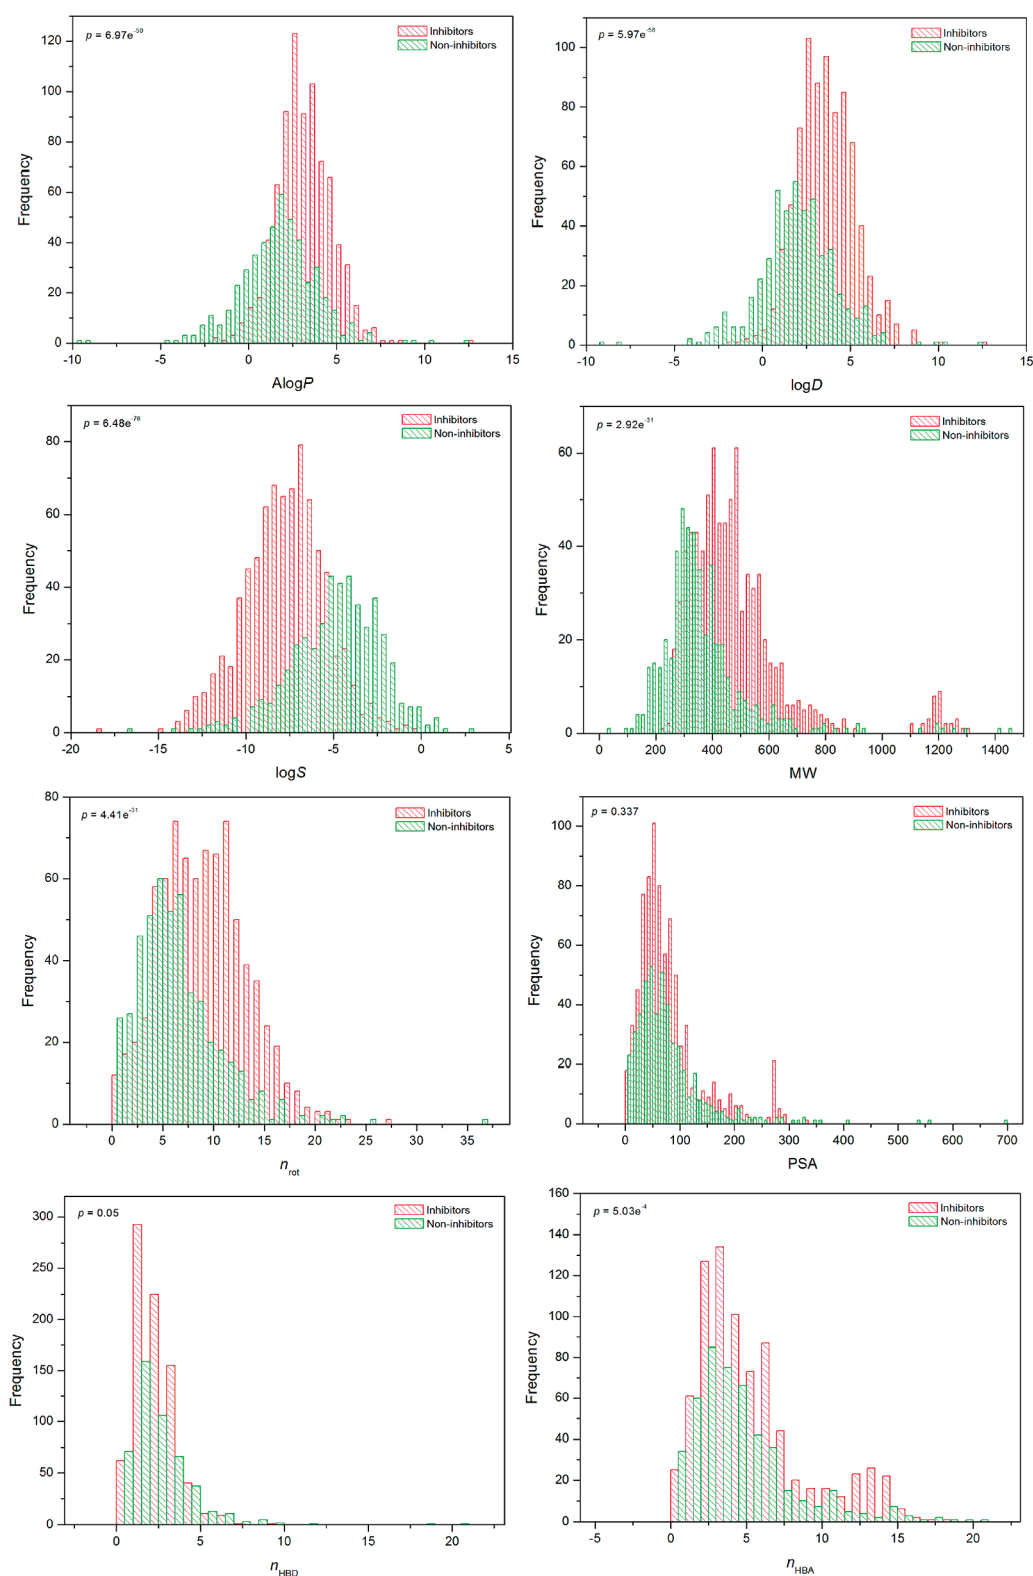 p = 6.97e-50
Inhibitors
Non-inhibitors
120
100
80
60
40
20
0
Frequency
-10
-5
0
5
10
15
AlogP
p = 5.97e-58
Inhibitors
Non-inhibitors
100
80
60
40
20
0
Frequency
-10
-5
0
5
10
15
logD
p = 6.48e-76
Inhibitors
Non-inhibitors
80
60
40
20
0
Frequency
-20
-15
-10
-5
0
5
logS
p = 2.92e-31
Inhibitors
Non-inhibitors
60
40
20
0
Frequency
0
200
400
600
800
1000
1200
1400
MW
p = 4.41e-31
Inhibitors
Non-inhibitors
80
60
40
20
0
Frequency
0
5
10
15
20
25
30
35
nrot
p = 0.337
Inhibitors
Non-inhibitors
100
80
60
40
20
0
Frequency
0
100
200
300
400
500
600
700
PSA
p = 0.05
Inhibitors
Non-inhibitors
300
250
200
150
100
50
0
Frequency
0
5
10
15
20
nHBD
p = 5.03e-4
Inhibitors
Non-inhibitors
160
140
120
100
80
60
40
20
0
Frequency
-5
0
5
10
15
20
nHBA